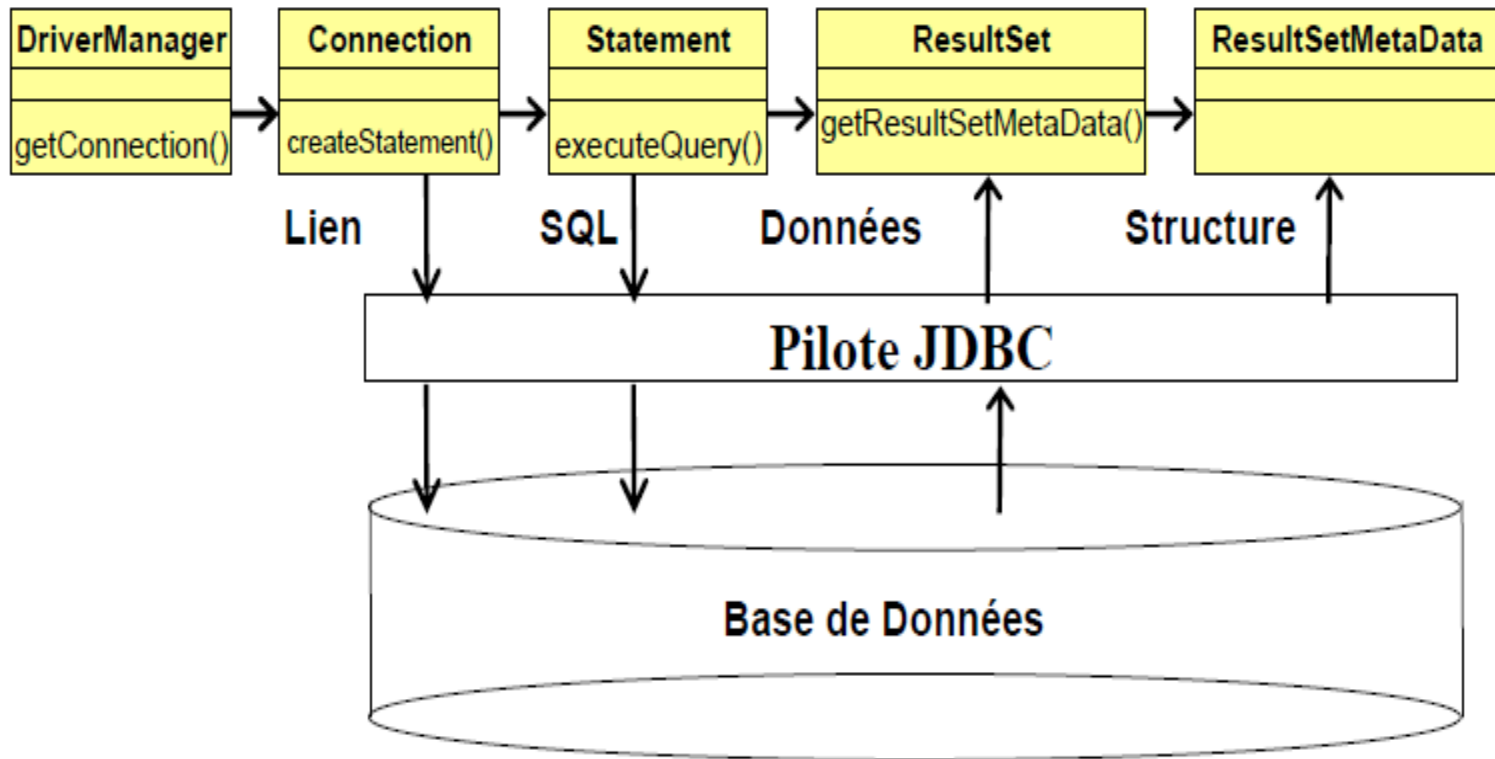 DriverManager
Connection
Statement
ResultSet
ResultSetMetaData
getConnection()
createStatement()
executeQuery()
getResultSetMetaData()
Lien
SQL
Données
Structure
Pilote JDBC
Base de Données